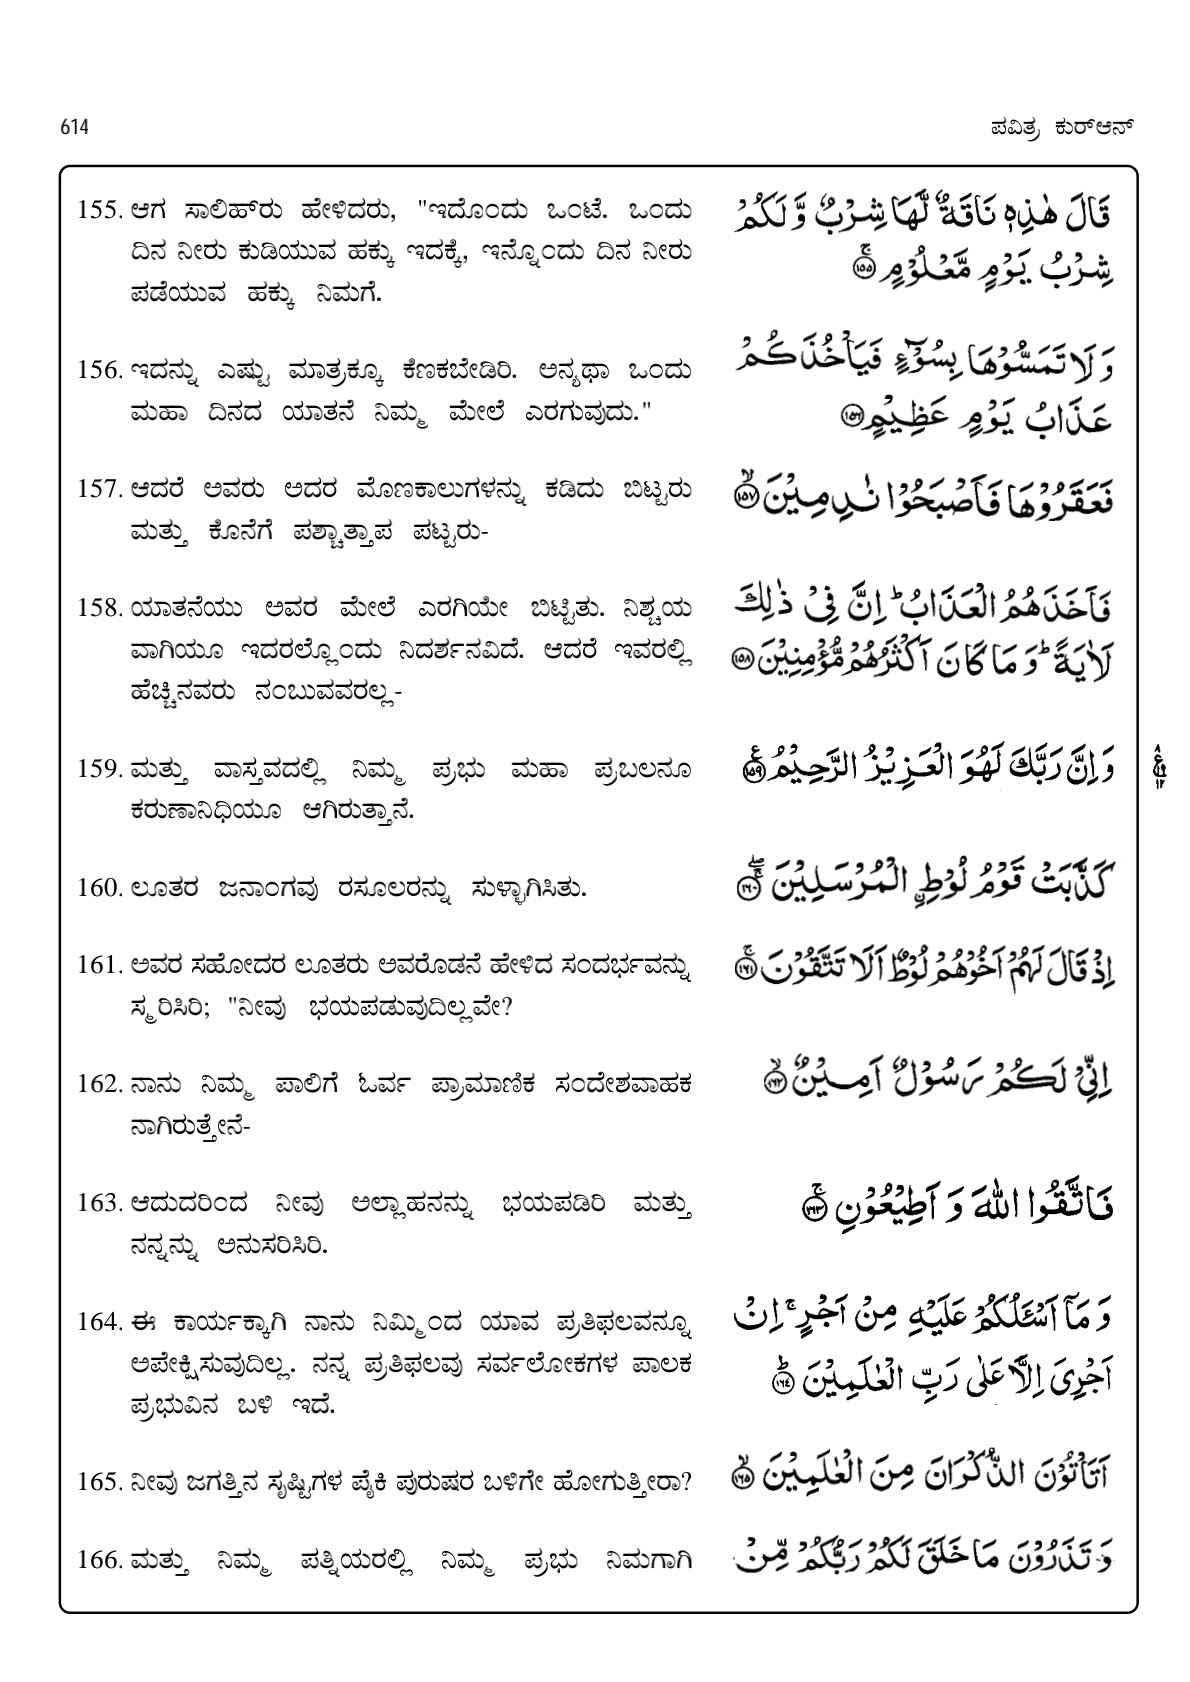 614
ಪವಿತ್ರ ಕುರ್‌ಆನ್
155. ಆಗ ಸಾಲಿಹ್‌ರು ಹೇಳಿದರು, "ಇದೊಂದು ಒಂಟೆ. ಒಂದು
ದಿನ ನೀರು ಕುಡಿಯುವ ಹಕ್ಕು ಇದಕ್ಕೆ, ಇನ್ನೊಂದು ದಿನ ನೀರು
ಪಡೆಯುವ ಹಕ್ಕು ನಿಮಗೆ.
قَالَ هٰذِهٖ نَاقَةٌ لَّهَا شِرْبٌ وَّلَكُمْ
شِرْبُ يَوْمٍ مَّعْلُوْمٍ ۚ ١٥٥
156. ಇದನ್ನು ಎಷ್ಟು ಮಾತ್ರಕ್ಕೂ ಕೆಣಕಬೇಡಿರಿ. ಅನ್ಯಥಾ ಒಂದು
ಮಹಾ ದಿನದ ಯಾತನೆ ನಿಮ್ಮ ಮೇಲೆ ಎರಗುವುದು."
وَلَا تَمَسُّوْهَا بِسُوْٓءٍ فَيَاْخُذَكُمْ
عَذَابُ يَوْمٍ عَظِيْمٍ ١٥٦
157. ಆದರೆ ಅವರು ಅದರ ಮೊಣಕಾಲುಗಳನ್ನು ಕಡಿದು ಬಿಟ್ಟರು
ಮತ್ತು ಕೊನೆಗೆ ಪಶ್ಚಾತ್ತಾಪ ಪಟ್ಟರು-
فَعَقَرُوْهَا فَاَصْبَحُوْا نٰدِمِيْنَ ۙ ١٥٧
158. ಯಾತನೆಯು ಅವರ ಮೇಲೆ ಎರಗಿಯೇ ಬಿಟ್ಟಿತು. ನಿಶ್ಚಯ
ವಾಗಿಯೂ ಇದರಲ್ಲೊಂದು ನಿದರ್ಶನವಿದೆ. ಆದರೆ ಇವರಲ್ಲಿ
ಹೆಚ್ಚಿನವರು ನಂಬುವವರಲ್ಲ-
فَاَخَذَهُمُ الْعَذَابُ ؕ اِنَّ فِيْ ذٰلِكَ
لَاٰيَةً ؕ وَمَا كَانَ اَكْثَرُهُمْ مُّؤْمِنِيْنَ ١٥٨
159. ಮತ್ತು ವಾಸ್ತವದಲ್ಲಿ ನಿಮ್ಮ ಪ್ರಭು ಮಹಾ ಪ್ರಬಲನೂ
ಕರುಣಾನಿಧಿಯೂ ಆಗಿರುತ್ತಾನೆ.
وَاِنَّ رَبَّكَ لَهُوَ الْعَزِيْزُ الرَّحِيْمُ ١٥٩
160. ಲೂತರ ಜನಾಂಗವು ರಸೂಲರನ್ನು ಸುಳ್ಳಾಗಿಸಿತು.
كَذَّبَتْ قَوْمُ لُوْطِ ࣙالْمُرْسَلِيْنَ ۚۖ ١٦٠
161. ಅವರ ಸಹೋದರ ಲೂತರು ಅವರೊಡನೆ ಹೇಳಿದ ಸಂದರ್ಭವನ್ನು
ಸ್ಮರಿಸಿರಿ; "ನೀವು ಭಯಪಡುವುದಿಲ್ಲವೇ?
اِذْ قَالَ لَهُمْ اَخُوْهُمْ لُوْطٌ اَلَا تَتَّقُوْنَ ۚ ١٦١
162. ನಾನು ನಿಮ್ಮ ಪಾಲಿಗೆ ಓರ್ವ ಪ್ರಾಮಾಣಿಕ ಸಂದೇಶವಾಹಕ
ನಾಗಿರುತ್ತೇನೆ-
اِنِّيْ لَكُمْ رَسُوْلٌ اَمِيْنٌ ۙ ١٦٢
163. ಆದುದರಿಂದ ನೀವು ಅಲ್ಲಾಹನನ್ನು ಭಯಪಡಿರಿ ಮತ್ತು
ನನ್ನನ್ನು ಅನುಸರಿಸಿರಿ.
فَاتَّقُوا اللّٰهَ وَاَطِيْعُوْنِ ۚ ١٦٣
164. ಈ ಕಾರ್ಯಕ್ಕಾಗಿ ನಾನು ನಿಮ್ಮಿಂದ ಯಾವ ಪ್ರತಿಫಲವನ್ನೂ
ಅಪೇಕ್ಷಿಸುವುದಿಲ್ಲ. ನನ್ನ ಪ್ರತಿಫಲವು ಸರ್ವಲೋಕಗಳ ಪಾಲಕ
ಪ್ರಭುವಿನ ಬಳಿ ಇದೆ.
وَمَآ اَسْـَٔلُكُمْ عَلَيْهِ مِنْ اَجْرٍ ۚ اِنْ
اَجْرِيَ اِلَّا عَلٰى رَبِّ الْعٰلَمِيْنَ ؕ ١٦٤
165. ನೀವು ಜಗತ್ತಿನ ಸೃಷ್ಟಿಗಳ ಪೈಕಿ ಪುರುಷರ ಬಳಿಗೇ ಹೋಗುತ್ತೀರಾ?
اَتَاْتُوْنَ الذُّكْرَانَ مِنَ الْعٰلَمِيْنَ ۙ ١٦٥
166. ಮತ್ತು ನಿಮ್ಮ ಪತ್ನಿಯರಲ್ಲಿ ನಿಮ್ಮ ಪ್ರಭು ನಿಮಗಾಗಿ
وَتَذَرُوْنَ مَا خَلَقَ لَكُمْ رَبُّكُمْ مِّنْ